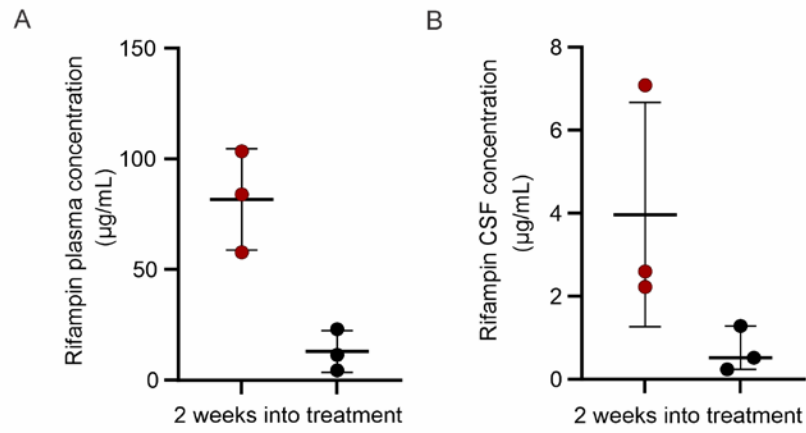 A
Rifampin plasma concentration
(µg/mL)
150
100
50
0
2 weeks into treatment
B
Rifampin CSF concentration
(µg/mL)
8
6
4
2
0
2 weeks into treatment